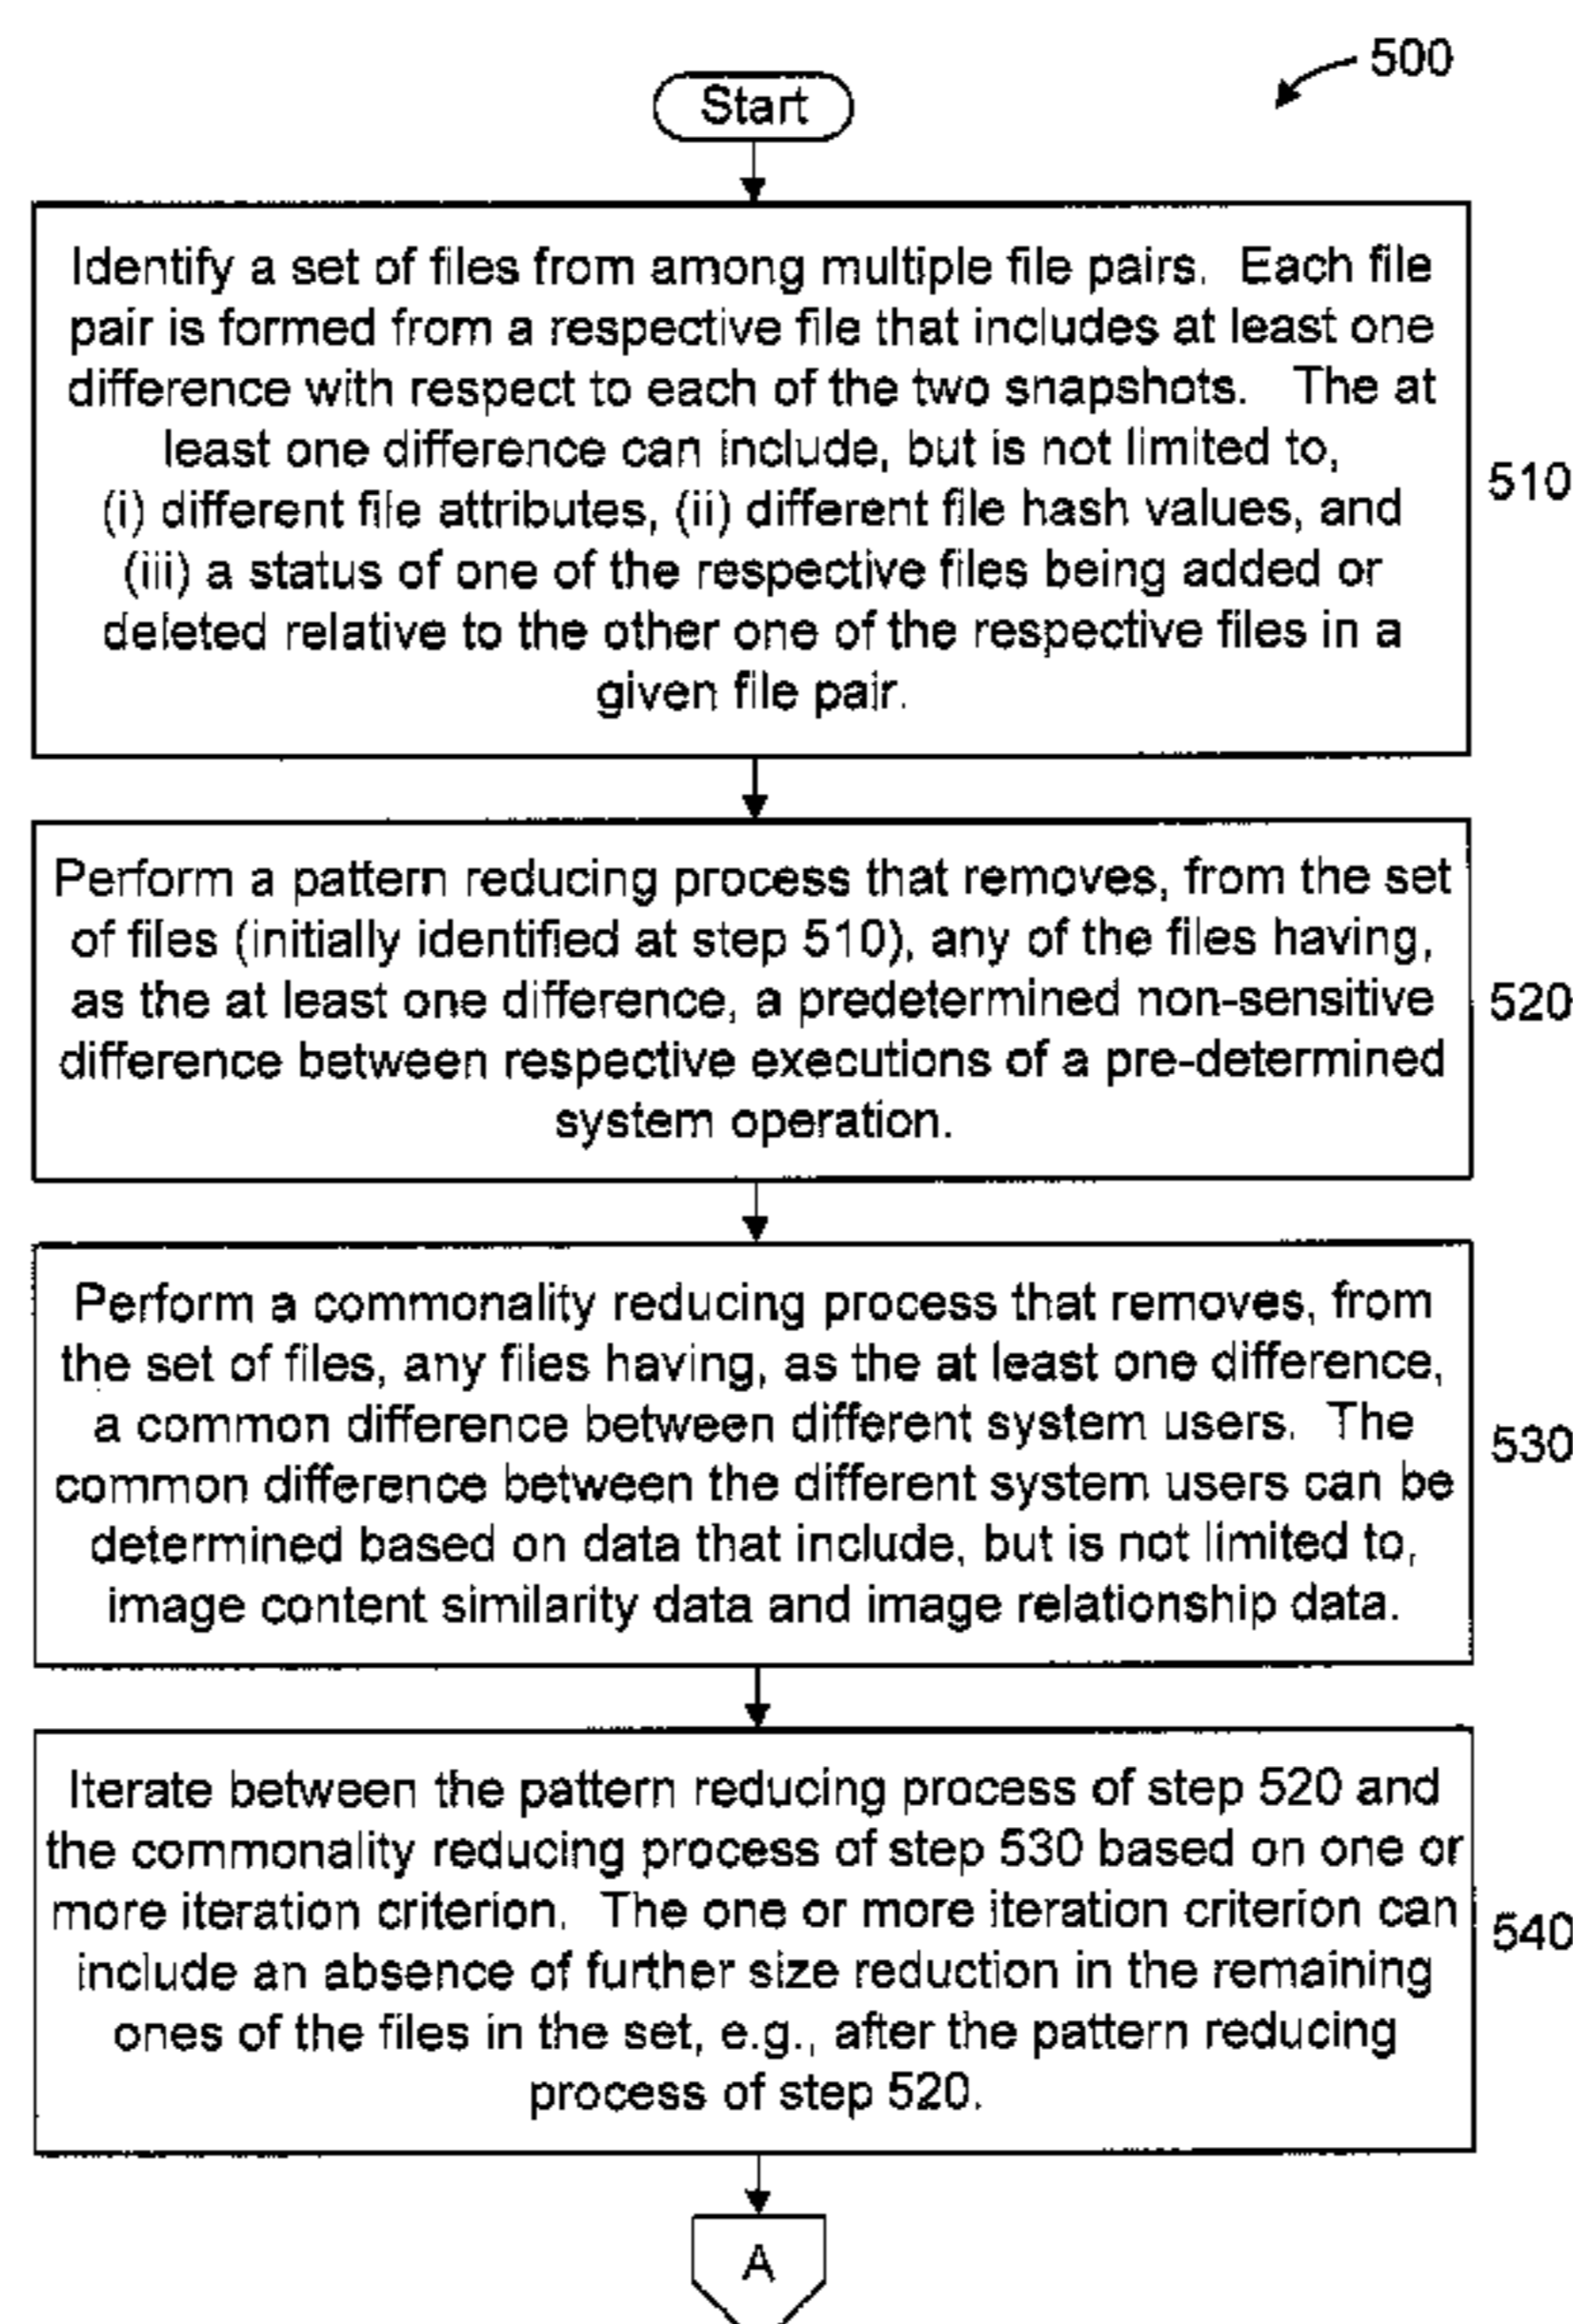 500
Start
Identify a set of files from among multiple file pairs. Each file
pair is formed from a respective file that includes at least one
difference with respect to each of the two snapshots. The at
least one difference can include, but is not limited to,
(i) different file attributes, (ii) different file hash values, and
(iii) a status of one of the respective files being added or
deleted relative to the other one of the respective files in a
given file pair.
510
Perform a pattern reducing process that removes, from the set
of files (initially identified at step 510), any of the files having,
as the at least one difference, a predetermined non-sensitive
difference between respective executions of a pre-determined
system operation.
520
Perform a commonality reducing process that removes, from
the set of files, any files having, as the at least one difference,
a common difference between different system users. The
common difference between the different system users can be
determined based on data that include, but is not limited to,
image content similarity data and image relationship data.
530
Iterate between the pattern reducing process of step 520 and
the commonality reducing process of step 530 based on one or
more iteration criterion. The one or more iteration criterion can
include an absence of further size reduction in the remaining
ones of the files in the set, e.g., after the pattern reducing
process of step 520.
540
A